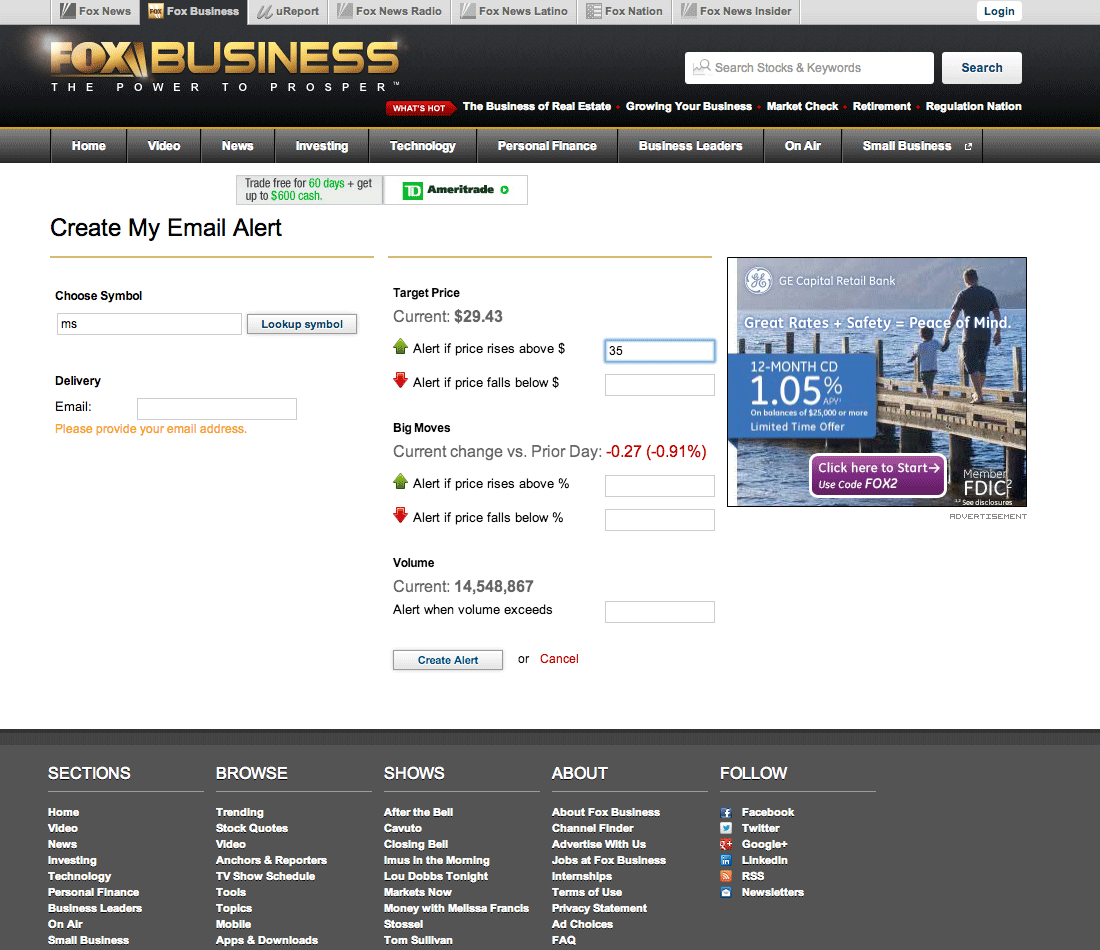 Fox News
Fox Business
uReport
Fox News Radio
Fox News Latino
Fox Nation
Fox News Insider
Login
FOX BUSINESS
THE POWER TO PROSPER™
Search Stocks & Keywords
Search
WHAT'S HOT
The Business of Real Estate • Growing Your Business • Market Check • Retirement • Regulation Nation
Home
Video
News
Investing
Technology
Personal Finance
Business Leaders
On Air
Small Business
Trade free for 60 days + get
up to $600 cash.
TD Ameritrade
Create My Email Alert
Choose Symbol
ms
Lookup symbol
Delivery
Email:
Please provide your email address.
Target Price
Current: $29.43
Alert if price rises above $
35
Alert if price falls below $
Big Moves
Current change vs. Prior Day: -0.27 (-0.91%)
Alert if price rises above %
Alert if price falls below %
Volume
Current: 14,548,867
Alert when volume exceeds
Create Alert
or
Cancel
GE Capital Retail Bank
Great Rates + Safety = Peace of Mind.
12-MONTH CD
1.05% APY¹
On balances of $25,000 or more
Limited Time Offer
Click here to Start→
Use Code FOX2
Member
FDIC²
¹·² See disclosures
ADVERTISEMENT
SECTIONS
Home
Video
News
Investing
Technology
Personal Finance
Business Leaders
On Air
Small Business
BROWSE
Trending
Stock Quotes
Video
Anchors & Reporters
TV Show Schedule
Tools
Topics
Mobile
Apps & Downloads
SHOWS
After the Bell
Cavuto
Closing Bell
Imus in the Morning
Lou Dobbs Tonight
Markets Now
Money with Melissa Francis
Stossel
Tom Sullivan
ABOUT
About Fox Business
Channel Finder
Advertise With Us
Jobs at Fox Business
Internships
Terms of Use
Privacy Statement
Ad Choices
FAQ
FOLLOW
Facebook
Twitter
Google+
LinkedIn
RSS
Newsletters